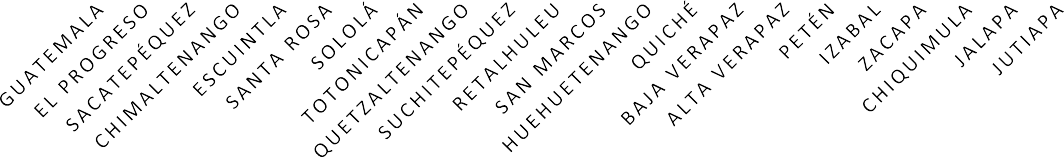 GUATEMALA
EL PROGRESO
SACATEPÉQUEZ
CHIMALTENANGO
ESCUINTLA
SANTA ROSA
SOLOLÁ
TOTONICAPÁN
QUETZALTENANGO
SUCHITEPÉQUEZ
RETALHULEU
SAN MARCOS
HUEHUETENANGO
QUICHÉ
BAJA VERAPAZ
ALTA VERAPAZ
PETÉN
IZABAL
ZACAPA
CHIQUIMULA
JALAPA
JUTIAPA